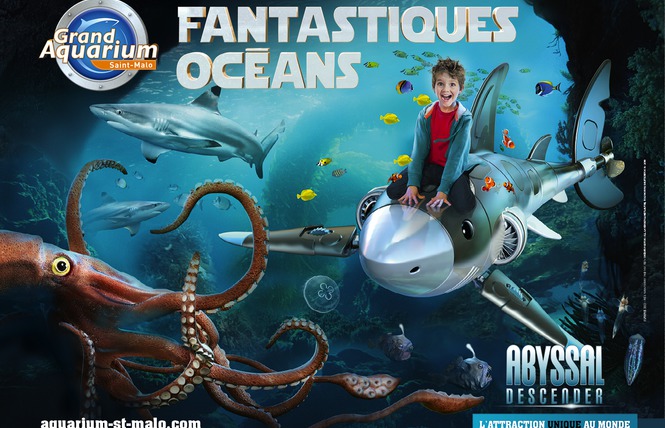 Grand
Aquarium
Saint-Malo
FANTASTIQUES
OCÉANS
ABYSSAL
DESCENDER
aquarium-st-malo.com
L'ATTRACTION UNIQUE AU MONDE